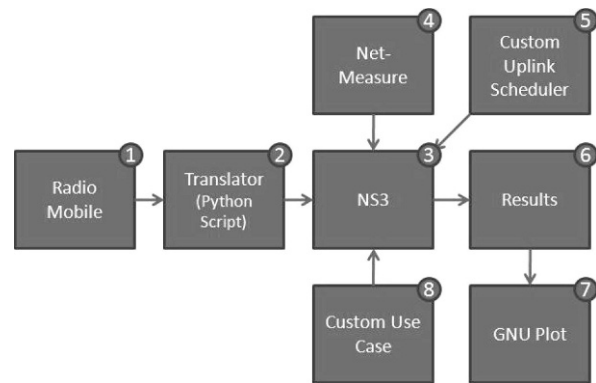 4
Net-
Measure
5
Custom
Uplink
Scheduler
1
Radio
Mobile
2
Translator
(Python
Script)
3
NS3
6
Results
8
Custom Use
Case
7
GNU Plot